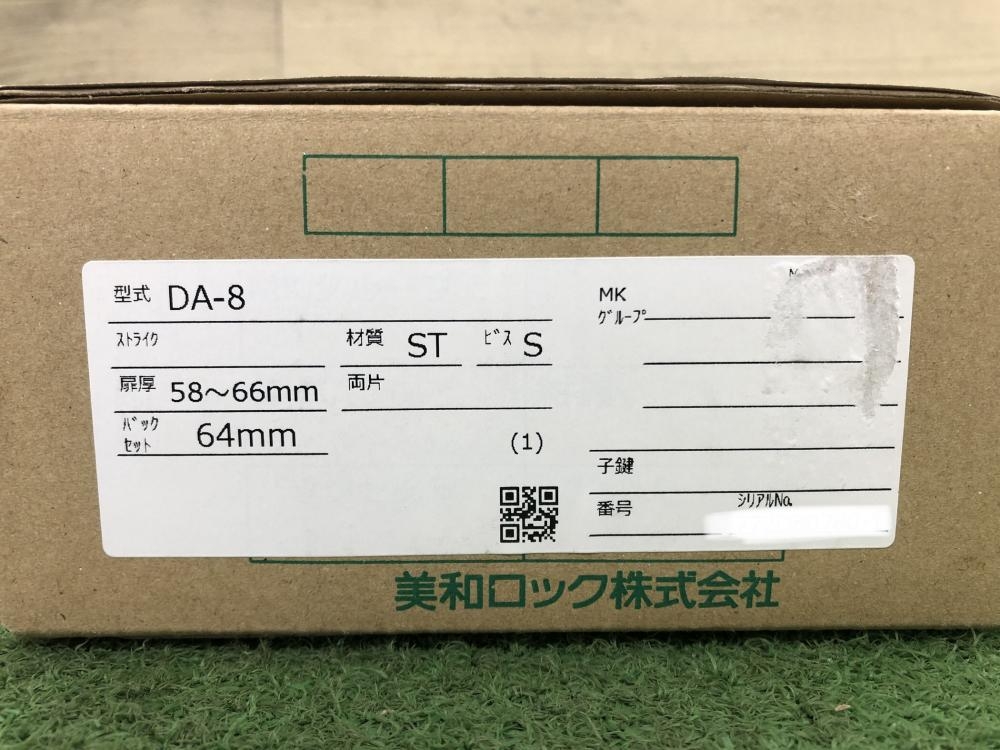 型式 DA-8
ｽﾄﾗｲｸ
材質 ST
ﾋﾞｽ S
扉厚 58～66mm
両片
ﾊﾞｯｸ
ｾｯﾄ 64mm
(1)
MK
ｸﾞﾙｰﾌﾟ
子鍵
番号
ｼﾘｱﾙNo.
美和ロック株式会社